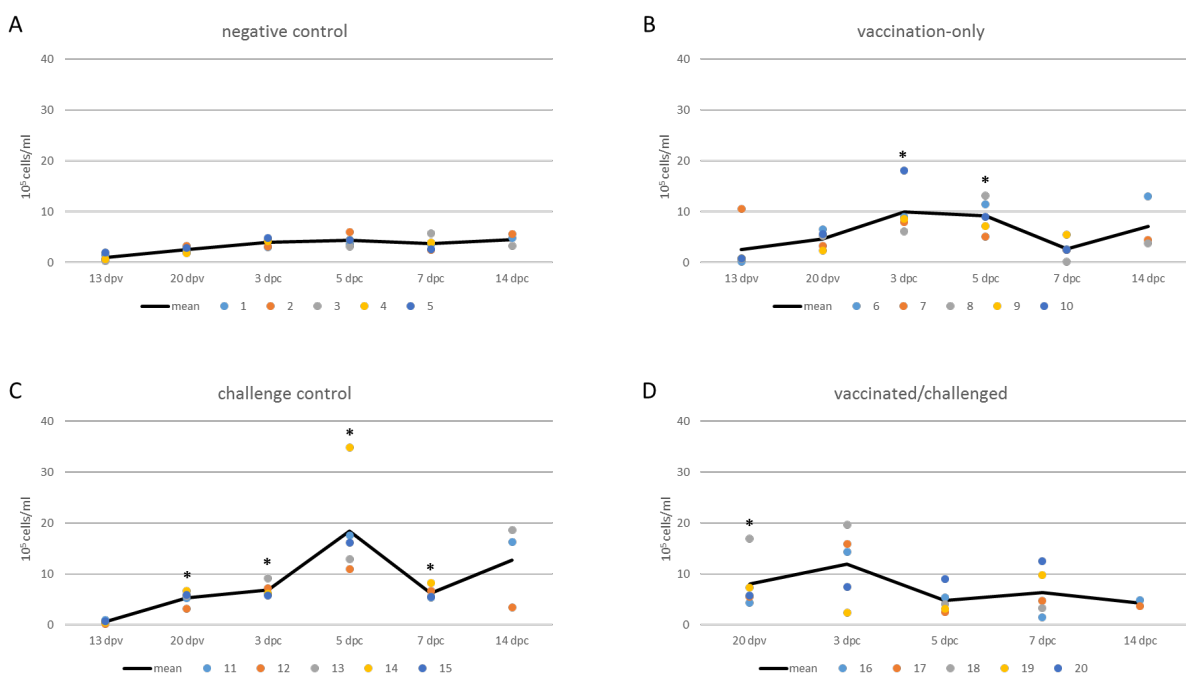 A
negative control
40
30
20
10
0
10⁵ cells/ml
13 dpv 20 dpv 3 dpc 5 dpc 7 dpc 14 dpc
mean 1 2 3 4 5
B
vaccination-only
40
30
20
10
0
10⁵ cells/ml
* *
13 dpv 20 dpv 3 dpc 5 dpc 7 dpc 14 dpc
mean 6 7 8 9 10
C
challenge control
40
30
20
10
0
10⁵ cells/ml
* * * *
13 dpv 20 dpv 3 dpc 5 dpc 7 dpc 14 dpc
mean 11 12 13 14 15
D
vaccinated/challenged
40
30
20
10
0
10⁵ cells/ml
*
20 dpv 3 dpc 5 dpc 7 dpc 14 dpc
mean 16 17 18 19 20